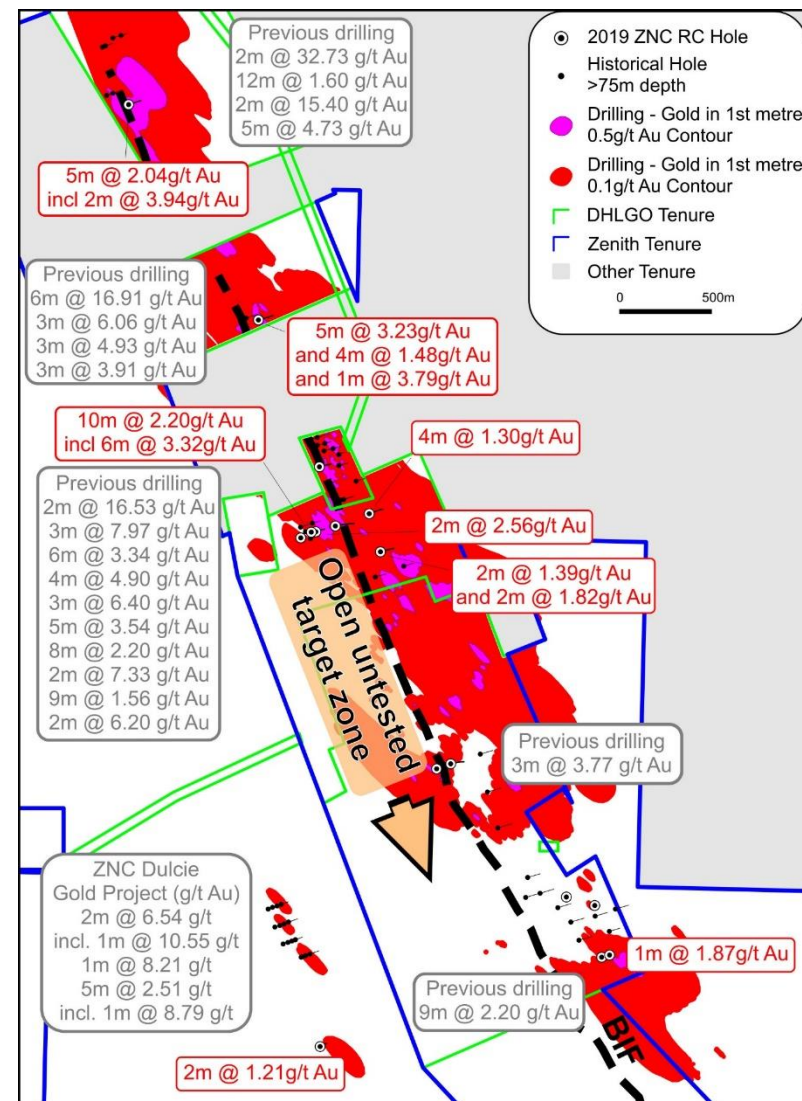 Previous drilling
2m @ 32.73 g/t Au
12m @ 1.60 g/t Au
2m @ 15.40 g/t Au
5m @ 4.73 g/t Au
2019 ZNC RC Hole
Historical Hole
>75m depth
Drilling - Gold in 1st metre
0.5g/t Au Contour
Drilling - Gold in 1st metre
0.1g/t Au Contour
DHLGO Tenure
Zenith Tenure
Other Tenure
0 500m
5m @ 2.04g/t Au
incl 2m @ 3.94g/t Au
Previous drilling
6m @ 16.91 g/t Au
3m @ 6.06 g/t Au
3m @ 4.93 g/t Au
3m @ 3.91 g/t Au
5m @ 3.23g/t Au
and 4m @ 1.48g/t Au
and 1m @ 3.79g/t Au
10m @ 2.20g/t Au
incl 6m @ 3.32g/t Au
4m @ 1.30g/t Au
Previous drilling
2m @ 16.53 g/t Au
3m @ 7.97 g/t Au
6m @ 3.34 g/t Au
4m @ 4.90 g/t Au
3m @ 6.40 g/t Au
5m @ 3.54 g/t Au
8m @ 2.20 g/t Au
2m @ 7.33 g/t Au
9m @ 1.56 g/t Au
2m @ 6.20 g/t Au
2m @ 2.56g/t Au
2m @ 1.39g/t Au
and 2m @ 1.82g/t Au
Open untested
target zone
Previous drilling
3m @ 3.77 g/t Au
ZNC Dulcie
Gold Project (g/t Au)
2m @ 6.54 g/t
incl. 1m @ 10.55 g/t
1m @ 8.21 g/t
5m @ 2.51 g/t
incl. 1m @ 8.79 g/t
1m @ 1.87g/t Au
Previous drilling
9m @ 2.20 g/t Au
BIF
2m @ 1.21g/t Au